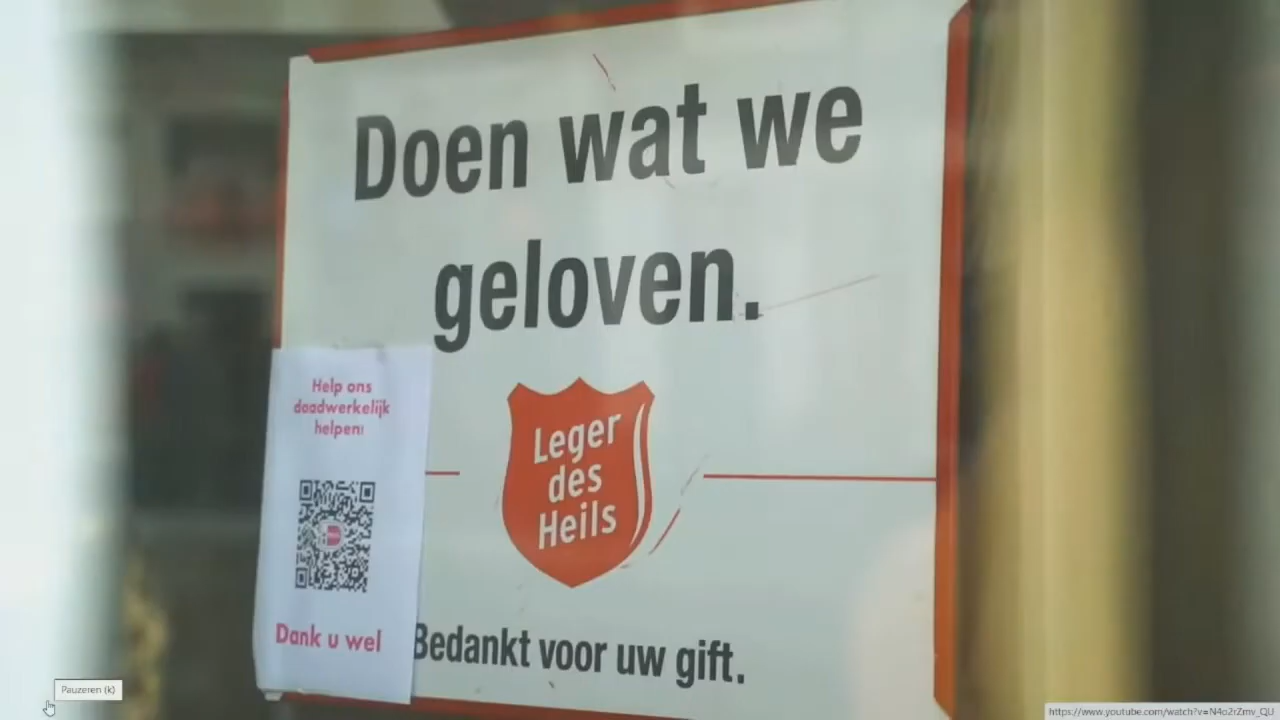 Doen wat we
geloven.
Help ons
daadwerkelijk
helpen!
Leger
des
Heils
Dank u wel
Bedankt voor uw gift.
Pauzeren (k)
https://www.youtube.com/watch?v=N4o2rZmv_QU